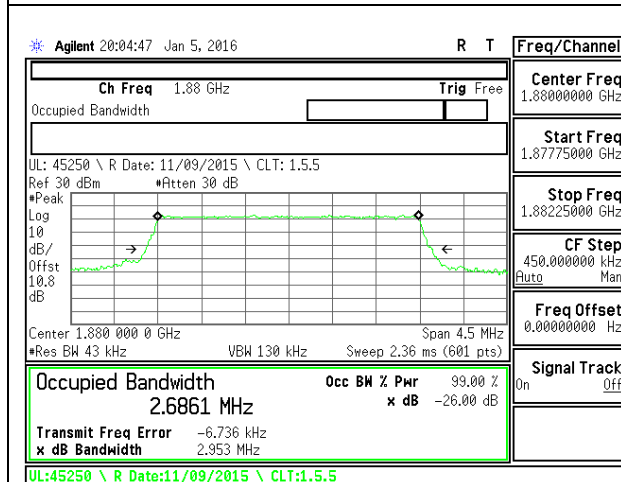 Agilent 20:04:47 Jan 5, 2016 R T
Freq/Channel
Ch Freq 1.88 GHz Trig Free
Occupied Bandwidth
Center Freq
1.88000000 GHz
Start Freq
1.87775000 GHz
Stop Freq
1.88225000 GHz
CF Step
450.000000 kHz
Auto Man
Freq Offset
0.00000000 Hz
Signal Track
On Off
UL: 45250 \ R Date: 11/09/2015 \ CLT: 1.5.5
Ref 30 dBm #Atten 30 dB
#Peak
Log
10
dB/
Offst
10.8
dB
Center 1.880 000 0 GHz Span 4.5 MHz
#Res BW 43 kHz VBW 130 kHz Sweep 2.36 ms (601 pts)
Occupied Bandwidth Occ BW % Pwr 99.00 %
2.6861 MHz x dB -26.00 dB
Transmit Freq Error -6.736 kHz
x dB Bandwidth 2.953 MHz
UL:45250 \ R Date:11/09/2015 \ CLT:1.5.5